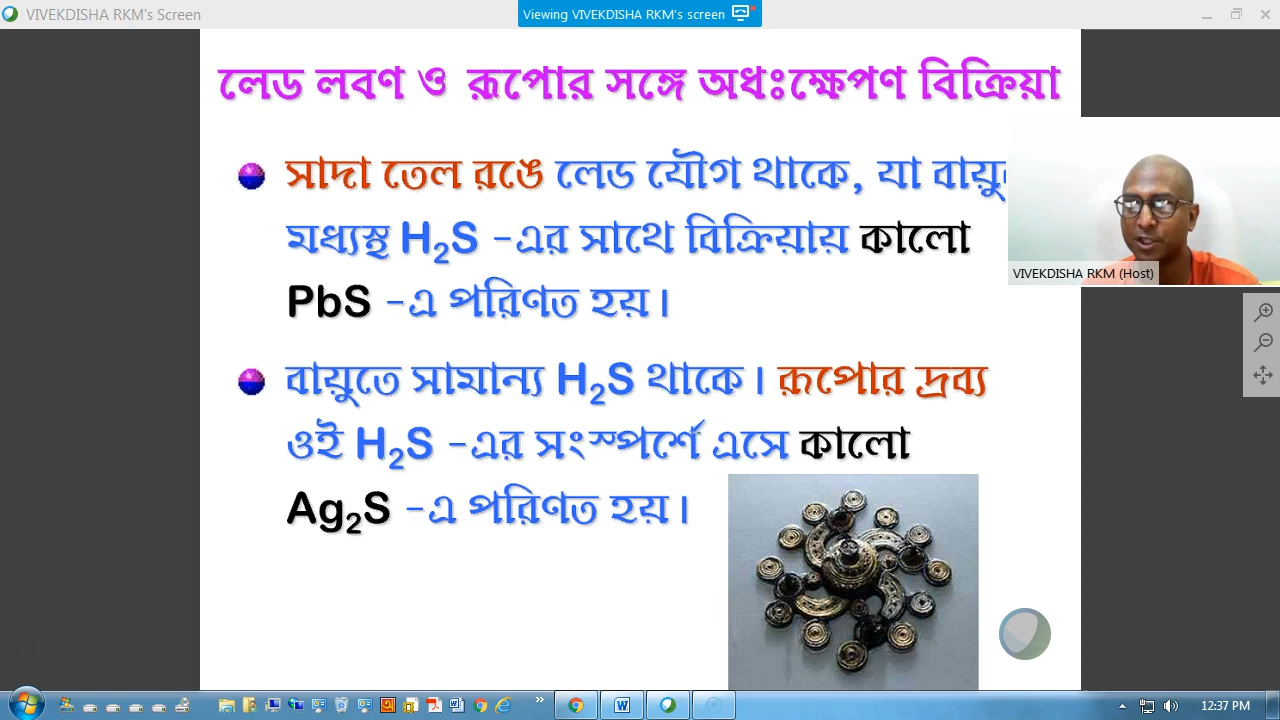 VIVEKDISHA RKM's Screen
Viewing VIVEKDISHA RKM's screen
লেড লবণ ও রূপোর সঙ্গে অধঃক্ষেপণ বিক্রিয়া
সাদা তেল রঙে লেড যৌগ থাকে, যা
মধ্যস্থ H₂S -এর সাথে বিক্রিয়ায় কালো
PbS -এ পরিণত হয়।
বায়ুতে সামান্য H₂S থাকে। রূপোর দ্রব্য
ওই H₂S -এর সংস্পর্শে এসে কালো
Ag₂S -এ পরিণত হয়।
VIVEKDISHA RKM (Host)
12:37 PM